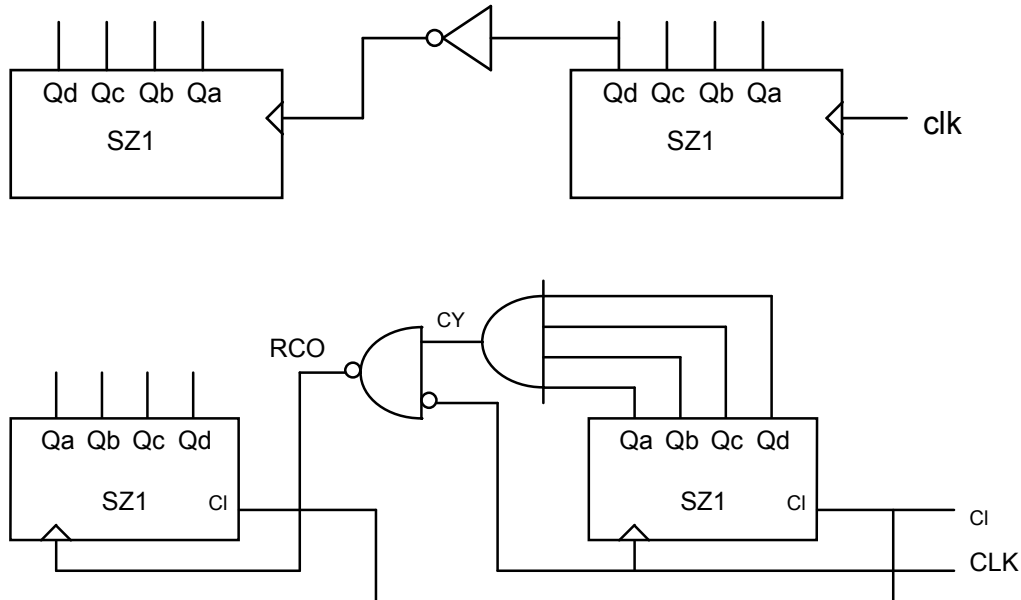 Qd Qc Qb Qa
SZ1
Qd Qc Qb Qa
SZ1
clk
RCO
CY
Qa Qb Qc Qd
SZ1
CI
Qa Qb Qc Qd
SZ1
CI
CI
CLK